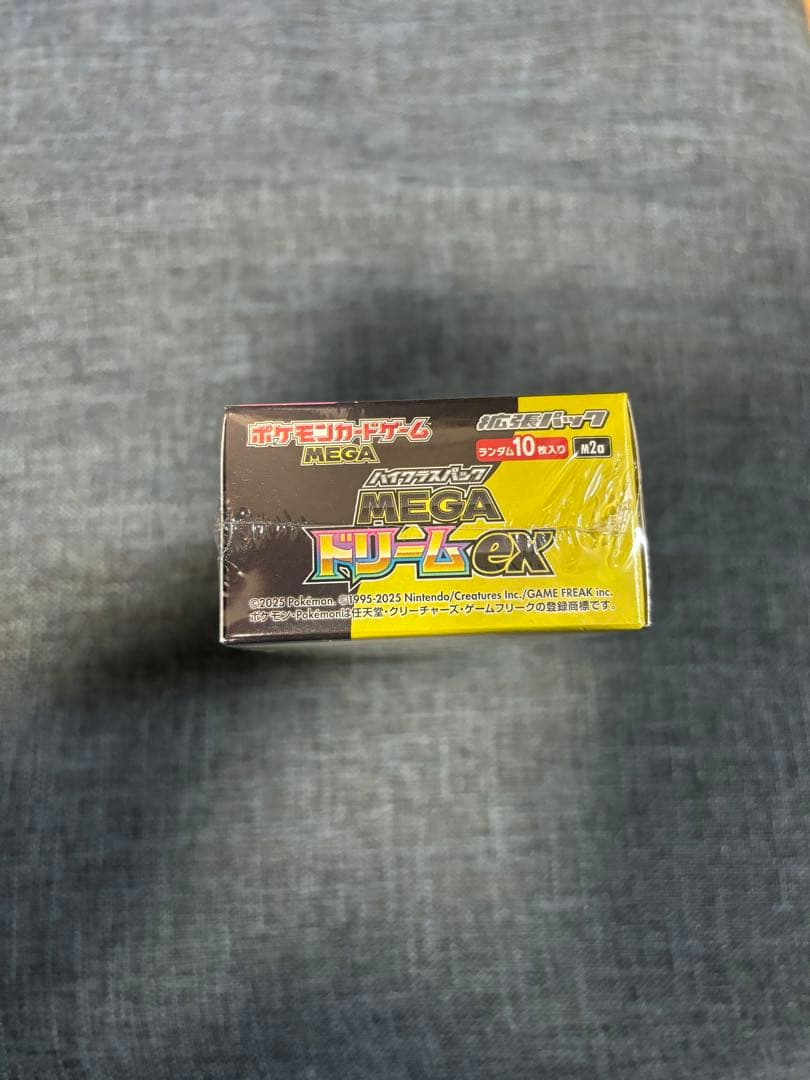 ポケモンカードゲーム
MEGA
拡張パック
ランダム10枚入り
M2a
ハイクラスパック
MEGA
ドリームex
©2025 Pokémon. ©1995-2025 Nintendo/Creatures Inc./GAME FREAK inc.
ポケモン・Pokémonは任天堂・クリーチャーズ・ゲームフリークの登録商標です。